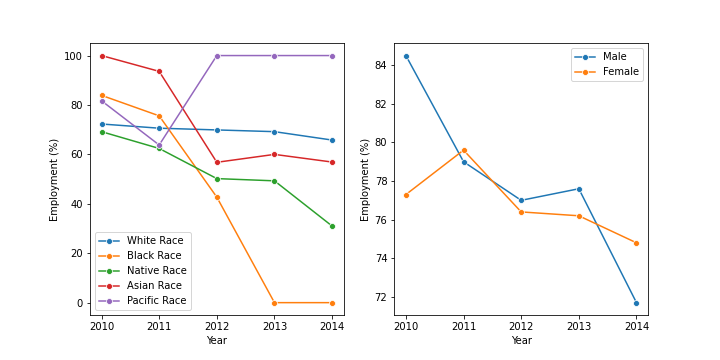 100
80
60
40
20
0
Employment (%)
White Race
Black Race
Native Race
Asian Race
Pacific Race
2010 2011 2012 2013 2014
Year
84
82
80
78
76
74
72
Employment (%)
Male
Female
2010 2011 2012 2013 2014
Year